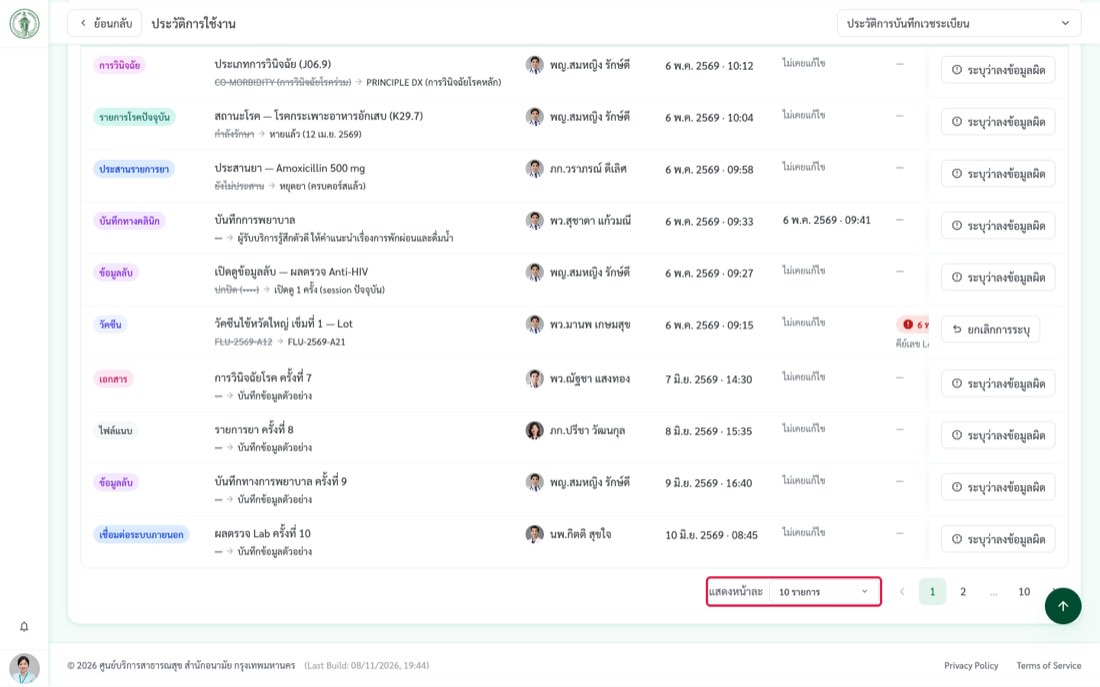 ย้อนกลับ ประวัติการใช้งาน ประวัติการบันทึกเวชระเบียน
การวินิจฉัย ประเภทการวินิจฉัย (J06.9) พญ.สมหญิง รักษ์ดี 6 พ.ค. 2569 · 10:12 ไม่เคยแก้ไข — ระบุว่าลงข้อมูลผิด
CO-MORBIDITY (การวินิจฉัยโรคร่วม) → PRINCIPLE DX (การวินิจฉัยโรคหลัก)
รายการโรคปัจจุบัน สถานะโรค — โรคกระเพาะอาหารอักเสบ (K29.7) พญ.สมหญิง รักษ์ดี 6 พ.ค. 2569 · 10:04 ไม่เคยแก้ไข — ระบุว่าลงข้อมูลผิด
กำลังรักษา → หายแล้ว (12 เม.ย. 2569)
ประสานรายการยา ประสานยา — Amoxicillin 500 mg ภก.วราภรณ์ ดีเลิศ 6 พ.ค. 2569 · 09:58 ไม่เคยแก้ไข — ระบุว่าลงข้อมูลผิด
ยังไม่ประสาน → หยุดยา (ครบคอร์สแล้ว)
บันทึกทางคลินิก บันทึกการพยาบาล พว.สุชาดา แก้วมณี 6 พ.ค. 2569 · 09:33 6 พ.ค. 2569 · 09:41 — ระบุว่าลงข้อมูลผิด
— → ผู้รับบริการรู้สึกตัวดี ให้คำแนะนำเรื่องการพักผ่อนและดื่มน้ำ
ข้อมูลลับ เปิดดูข้อมูลลับ — ผลตรวจ Anti-HIV พญ.สมหญิง รักษ์ดี 6 พ.ค. 2569 · 09:27 ไม่เคยแก้ไข — ระบุว่าลงข้อมูลผิด
ปกปิด (••••) → เปิดดู 1 ครั้ง (session ปัจจุบัน)
วัคซีน วัคซีนไข้หวัดใหญ่ เข็มที่ 1 — Lot พว.มานพ เกษมสุข 6 พ.ค. 2569 · 09:15 ไม่เคยแก้ไข 6 ยกเลิกการระบุ
FLU-2569-A12 → FLU-2569-A21 คีย์เลข
เอกสาร การวินิจฉัยโรค ครั้งที่ 7 พว.ณัฐชา แสงทอง 7 มิ.ย. 2569 · 14:30 ไม่เคยแก้ไข — ระบุว่าลงข้อมูลผิด
— → บันทึกข้อมูลตัวอย่าง
ไฟล์แนบ รายการยา ครั้งที่ 8 ภก.ปรีชา วัฒนกุล 8 มิ.ย. 2569 · 15:35 ไม่เคยแก้ไข — ระบุว่าลงข้อมูลผิด
— → บันทึกข้อมูลตัวอย่าง
ข้อมูลลับ บันทึกทางการพยาบาล ครั้งที่ 9 พญ.สมหญิง รักษ์ดี 9 มิ.ย. 2569 · 16:40 ไม่เคยแก้ไข — ระบุว่าลงข้อมูลผิด
— → บันทึกข้อมูลตัวอย่าง
เชื่อมต่อระบบภายนอก ผลตรวจ Lab ครั้งที่ 10 นพ.กิตติ สุขใจ 10 มิ.ย. 2569 · 08:45 ไม่เคยแก้ไข — ระบุว่าลงข้อมูลผิด
— → บันทึกข้อมูลตัวอย่าง
แสดงหน้าละ 10 รายการ 1 2 ... 10
© 2026 ศูนย์บริการสาธารณสุข สำนักอนามัย กรุงเทพมหานคร (Last Build: 08/11/2026, 19:44) Privacy Policy Terms of Service